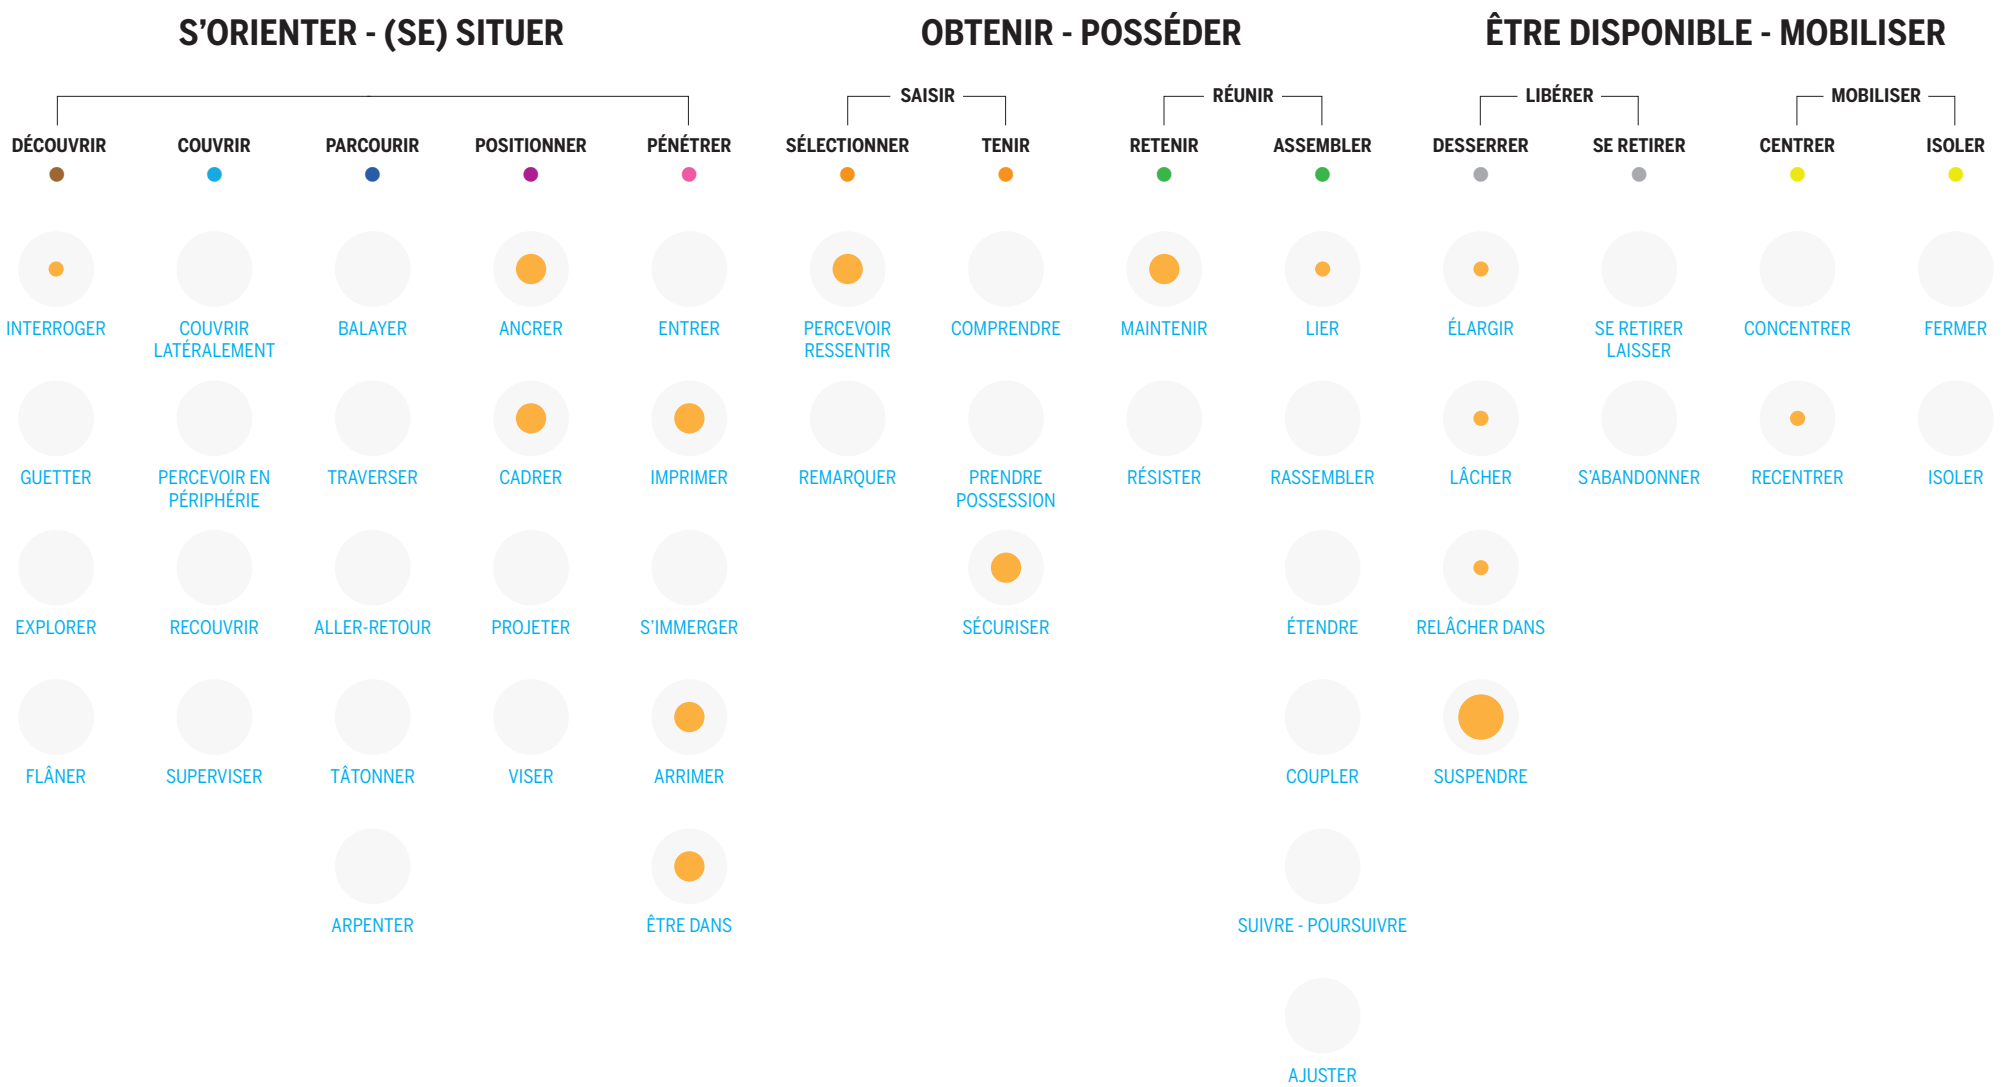 S’ORIENTER - (SE) SITUER
OBTENIR - POSSÉDER
ÊTRE DISPONIBLE - MOBILISER
SAISIR
RÉUNIR
LIBÉRER
MOBILISER
DÉCOUVRIR
COUVRIR
PARCOURIR
POSITIONNER
PÉNÉTRER
SÉLECTIONNER
TENIR
RETENIR
ASSEMBLER
DESSERRER
SE RETIRER
CENTRER
ISOLER
INTERROGER
COUVRIR
LATÉRALEMENT
BALAYER
ANCRER
ENTRER
PERCEVOIR
RESSENTIR
COMPRENDRE
MAINTENIR
LIER
ÉLARGIR
SE RETIRER
LAISSER
CONCENTRER
FERMER
GUETTER
PERCEVOIR EN
PÉRIPHÉRIE
TRAVERSER
CADRER
IMPRIMER
REMARQUER
PRENDRE
POSSESSION
RÉSISTER
RASSEMBLER
LÂCHER
S’ABANDONNER
RECENTRER
ISOLER
EXPLORER
RECOUVRIR
ALLER-RETOUR
PROJETER
S’IMMERGER
SÉCURISER
ÉTENDRE
RELÂCHER DANS
FLÂNER
SUPERVISER
TÂTONNER
VISER
ARRIMER
COUPLER
SUSPENDRE
ARPENTER
ÊTRE DANS
SUIVRE - POURSUIVRE
AJUSTER